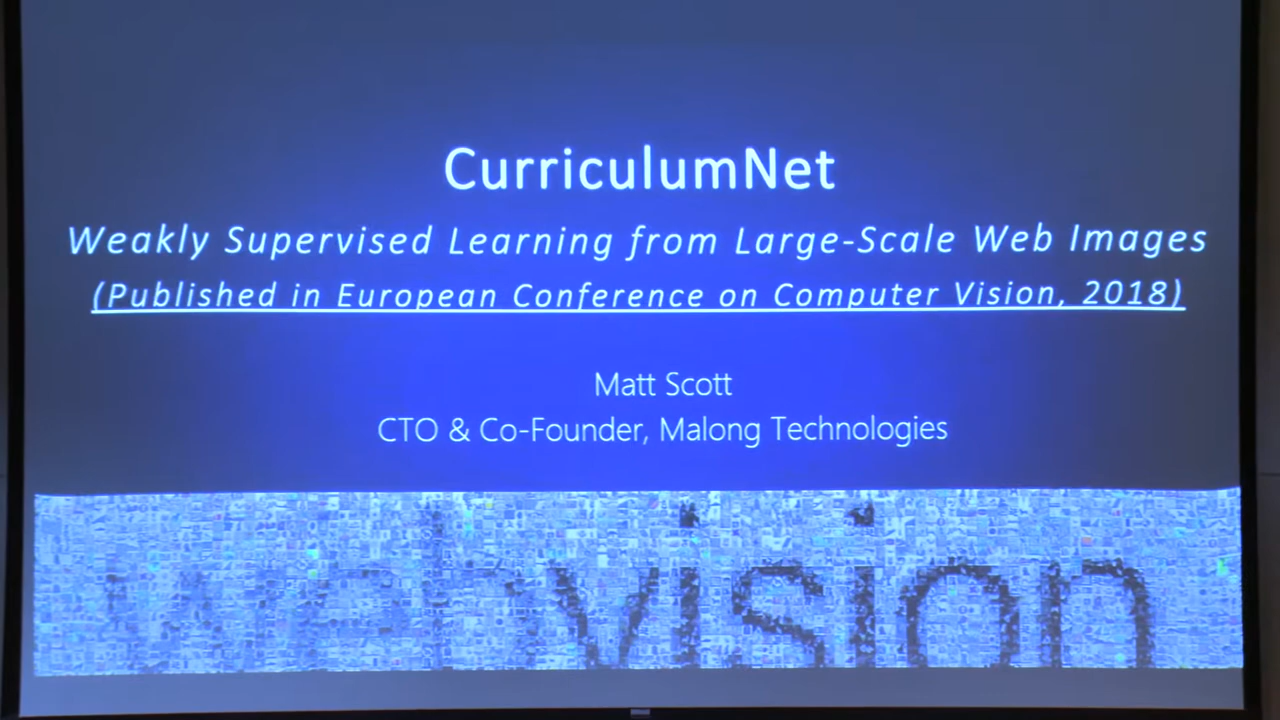 CurriculumNet
Weakly Supervised Learning from Large-Scale Web Images
(Published in European Conference on Computer Vision, 2018)
Matt Scott
CTO & Co-Founder, Malong Technologies
webvision